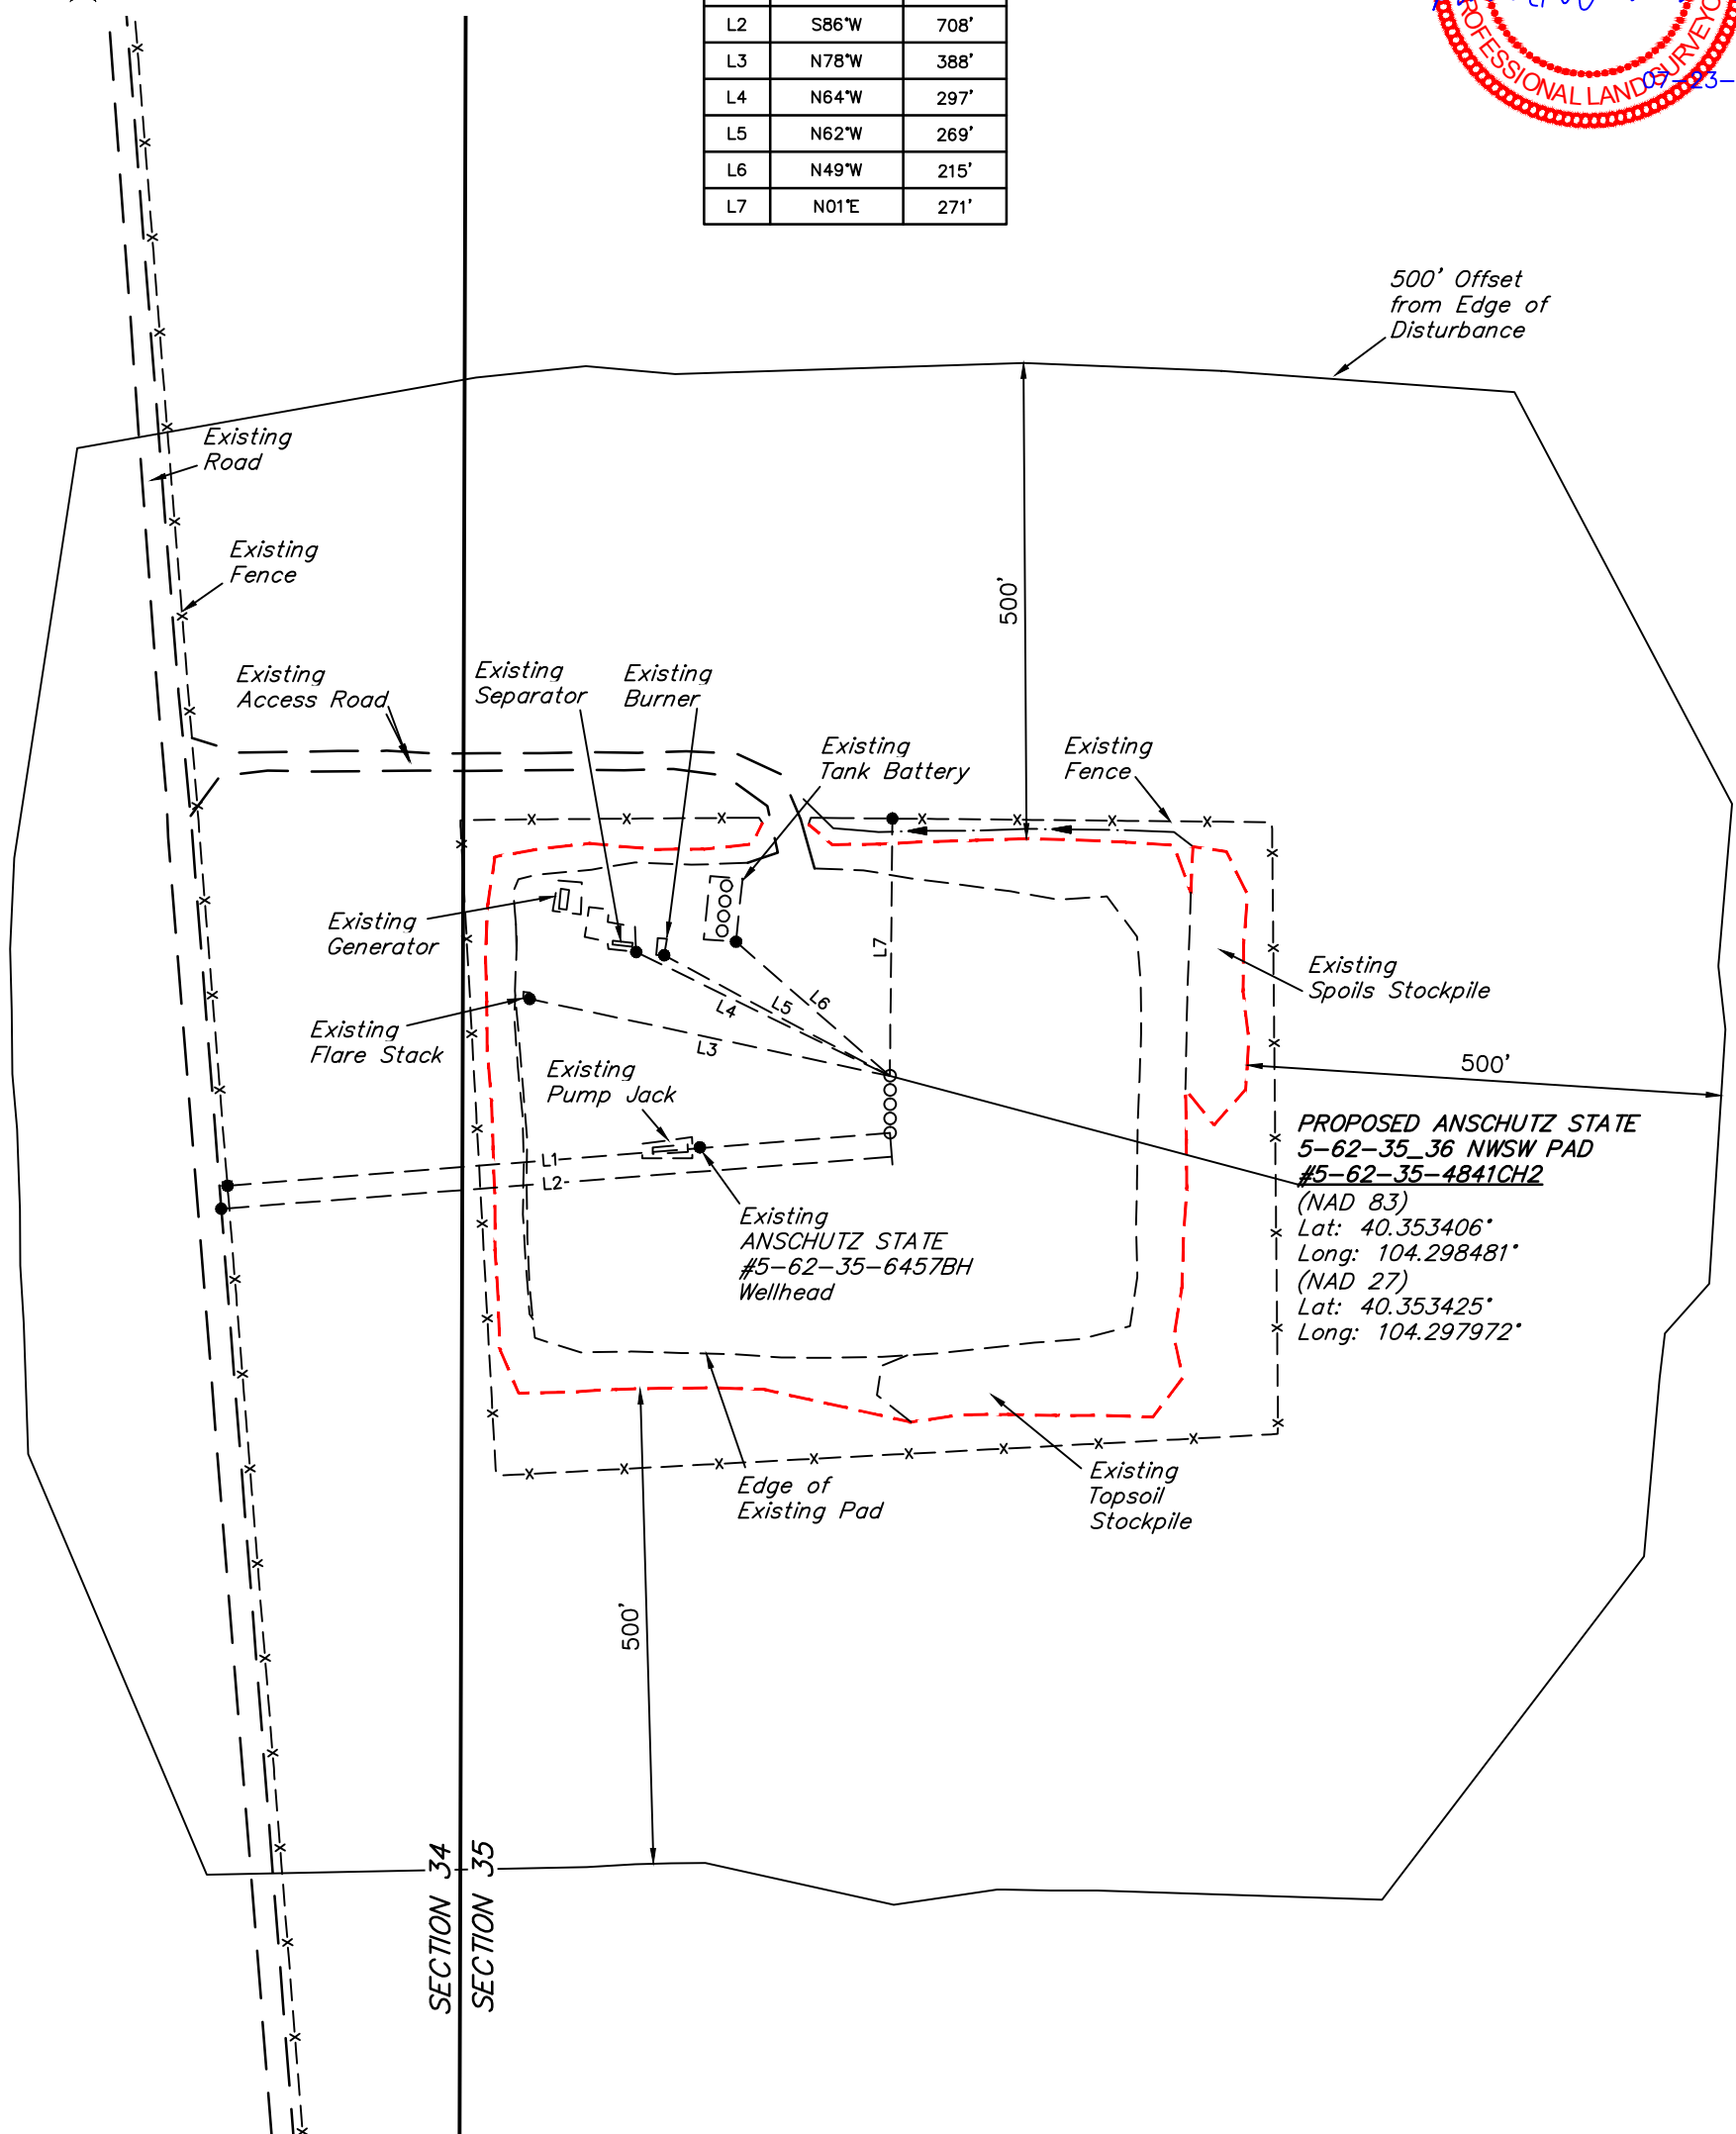 L2 S86°W 708'
L3 N78°W 388'
L4 N64°W 297'
L5 N62°W 269'
L6 N49°W 215'
L7 N01°E 271'
PROFESSIONAL LAND SURVEYO
07-23-
500' Offset
from Edge of
Disturbance
Existing
Road
Existing
Fence
500'
Existing
Access Road
Existing
Separator
Existing
Burner
Existing
Tank Battery
Existing
Fence
Existing
Generator
L7
Existing
Spoils Stockpile
L6
L5
L4
Existing
Flare Stack
L3
500'
Existing
Pump Jack
L1
L2
PROPOSED ANSCHUTZ STATE
5-62-35_36 NWSW PAD
#5-62-35-4841CH2
(NAD 83)
Lat: 40.353406°
Long: 104.298481°
(NAD 27)
Lat: 40.353425°
Long: 104.297972°
Existing
ANSCHUTZ STATE
#5-62-35-6457BH
Wellhead
Edge of
Existing Pad
Existing
Topsoil
Stockpile
500'
SECTION 34
SECTION 35